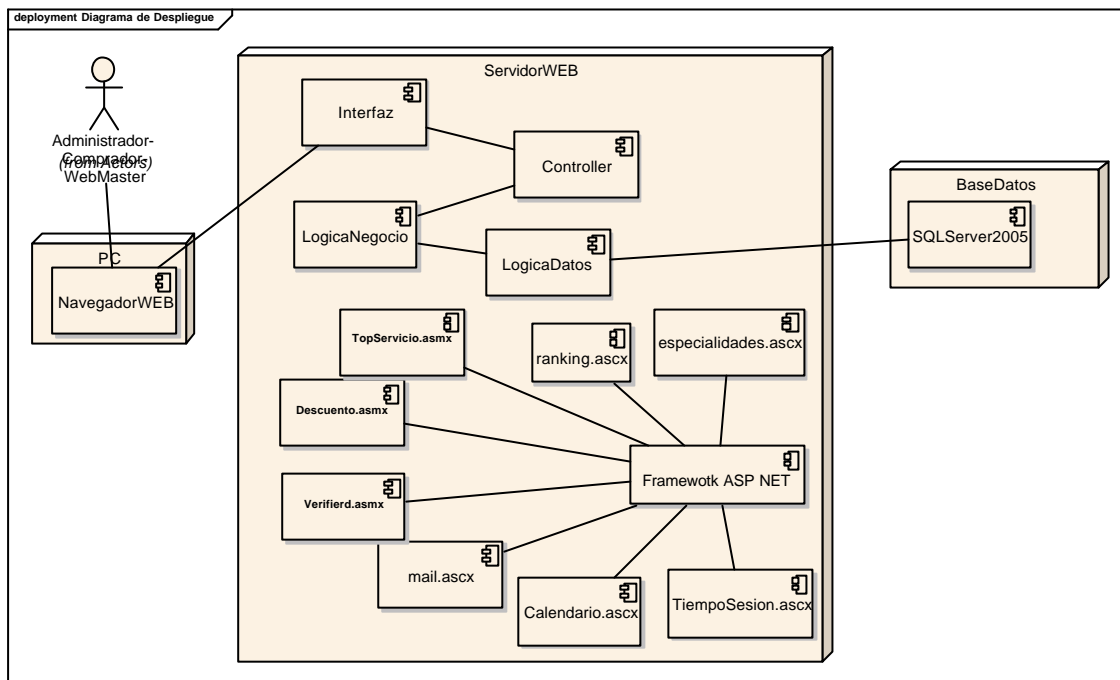 deployment Diagrama de Despliegue
ServidorWEB
Interfaz
Administrador-
Comprador-
(from Actors)
WebMaster
Controller
BaseDatos
LogicaNegocio
SQLServer2005
PC
LogicaDatos
NavegadorWEB
TopServicio.asmx
ranking.ascx
especialidades.ascx
Descuento.asmx
Framewotk ASP NET
Verifierd.asmx
mail.ascx
Calendario.ascx
TiempoSesion.ascx